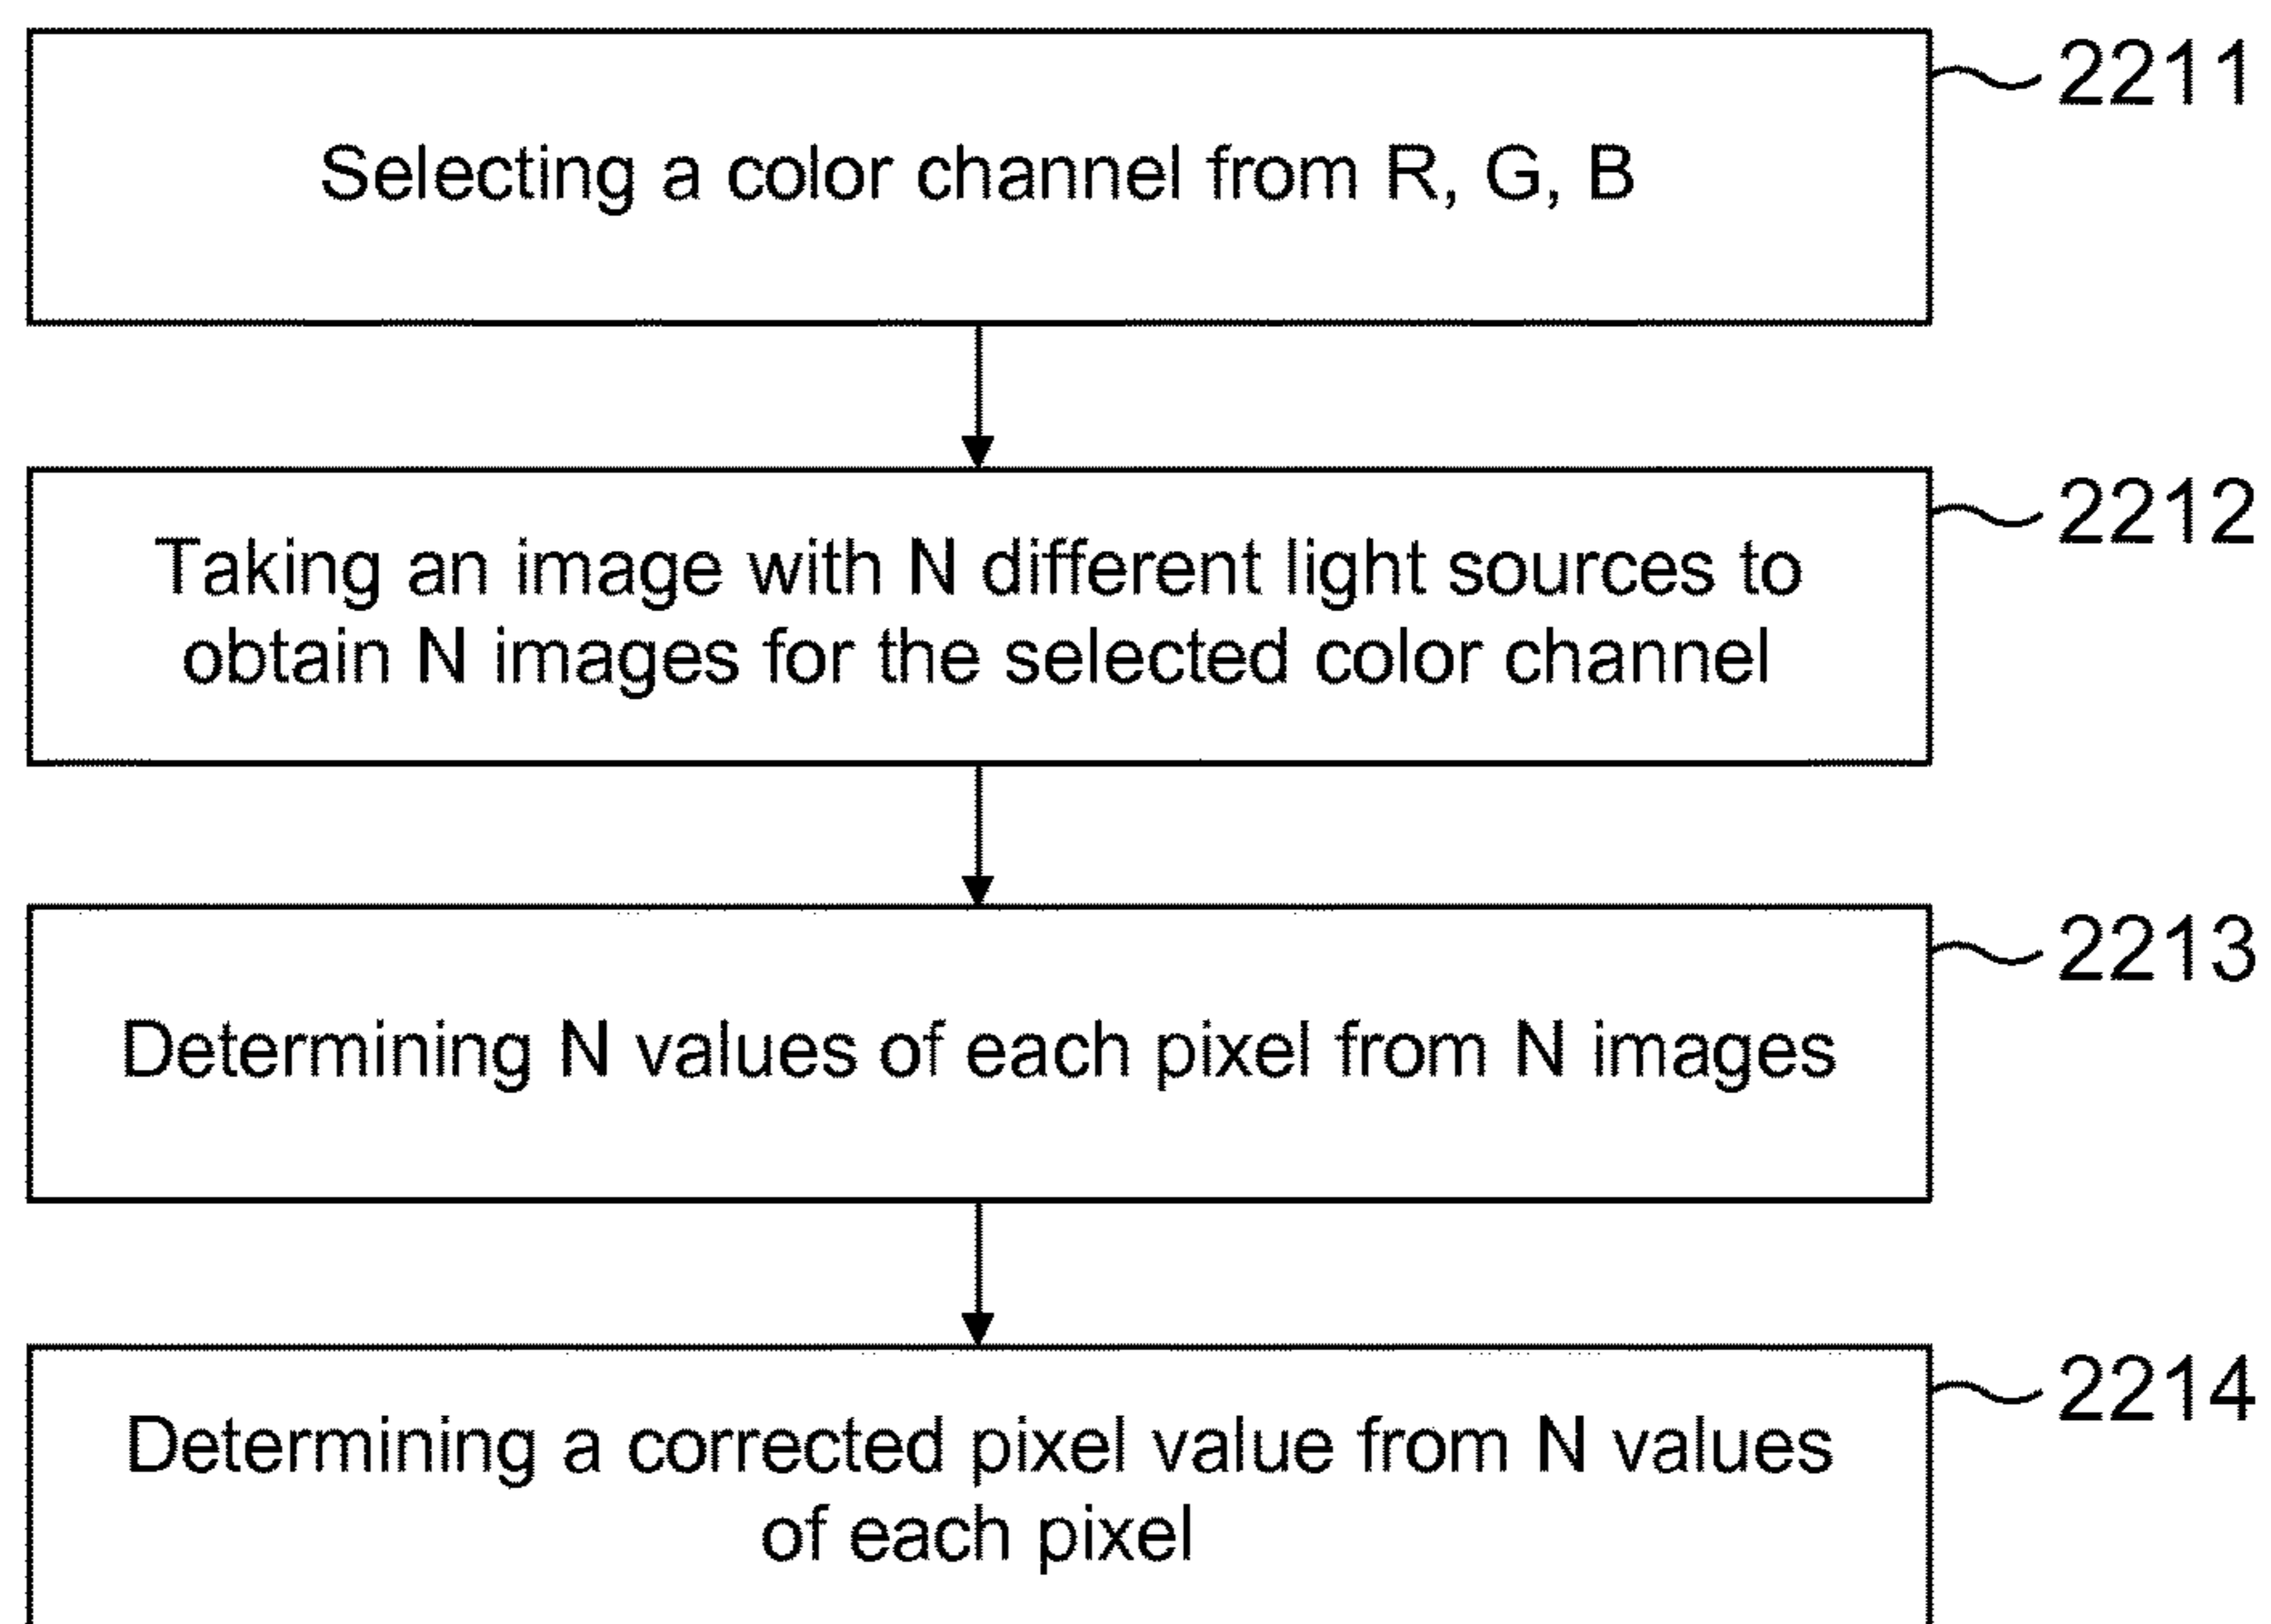 2211
Selecting a color channel from R, G, B
2212
Taking an image with N different light sources to
obtain N images for the selected color channel
2213
Determining N values of each pixel from N images
2214
Determining a corrected pixel value from N values
of each pixel